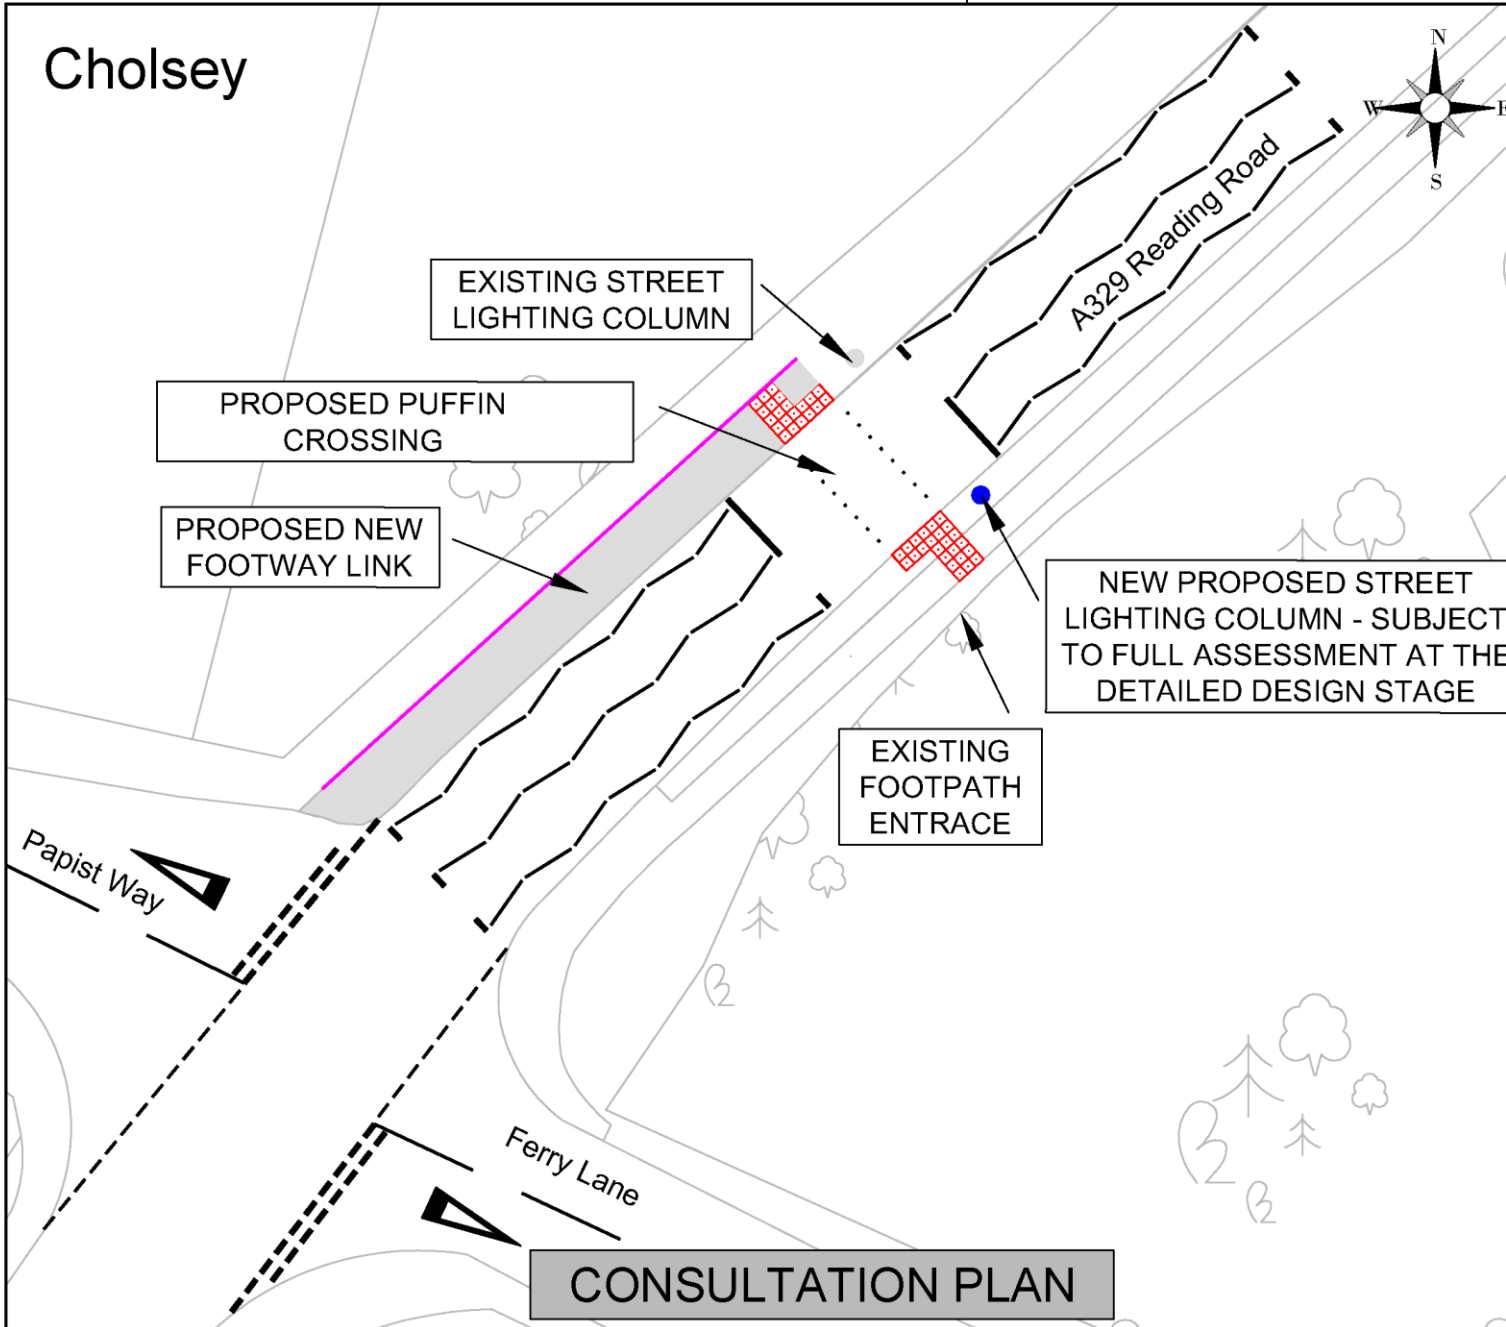 Cholsey
N
W
E
S
A329 Reading Road
EXISTING STREET
LIGHTING COLUMN
PROPOSED PUFFIN
CROSSING
PROPOSED NEW
FOOTWAY LINK
NEW PROPOSED STREET
LIGHTING COLUMN - SUBJECT
TO FULL ASSESSMENT AT THE
DETAILED DESIGN STAGE
EXISTING
FOOTPATH
ENTRACE
Papist Way
Ferry Lane
CONSULTATION PLAN